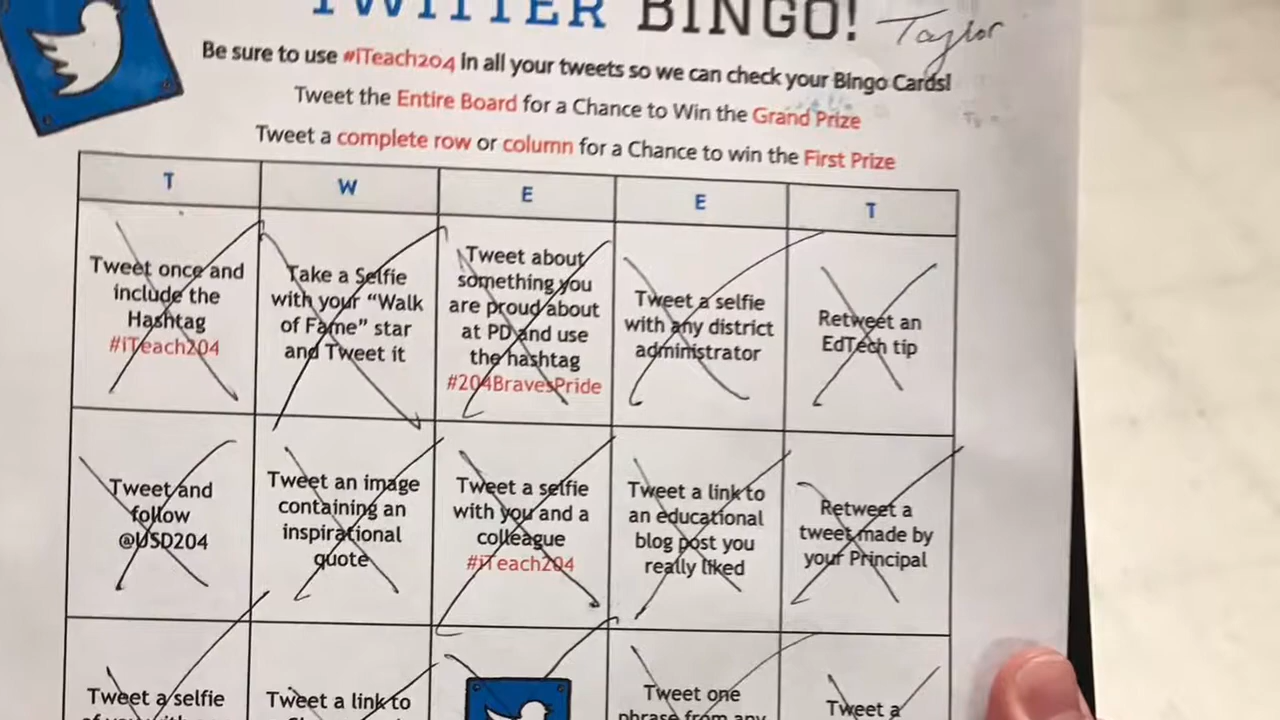 TWITTER BINGO! Taylor
Be sure to use #iTeach204 in all your tweets so we can check your Bingo Cards!
Tweet the Entire Board for a Chance to Win the Grand Prize
Tweet a complete row or column for a Chance to win the First Prize
T W E E T
Tweet once and
include the
Hashtag
#iTeach204
Take a Selfie
with your “Walk
of Fame” star
and Tweet it
Tweet about
something you
are proud about
at PD and use
the hashtag
#204BravesPride
Tweet a selfie
with any district
administrator
Retweet an
EdTech tip
Tweet and
follow
@USD204
Tweet an image
containing an
inspirational
quote
Tweet a selfie
with you and a
colleague
#iTeach204
Tweet a link to
an educational
blog post you
really liked
Retweet a
tweet made by
your Principal
Tweet a selfie
Tweet a link to
Tweet one
phrase from any
Tweet a